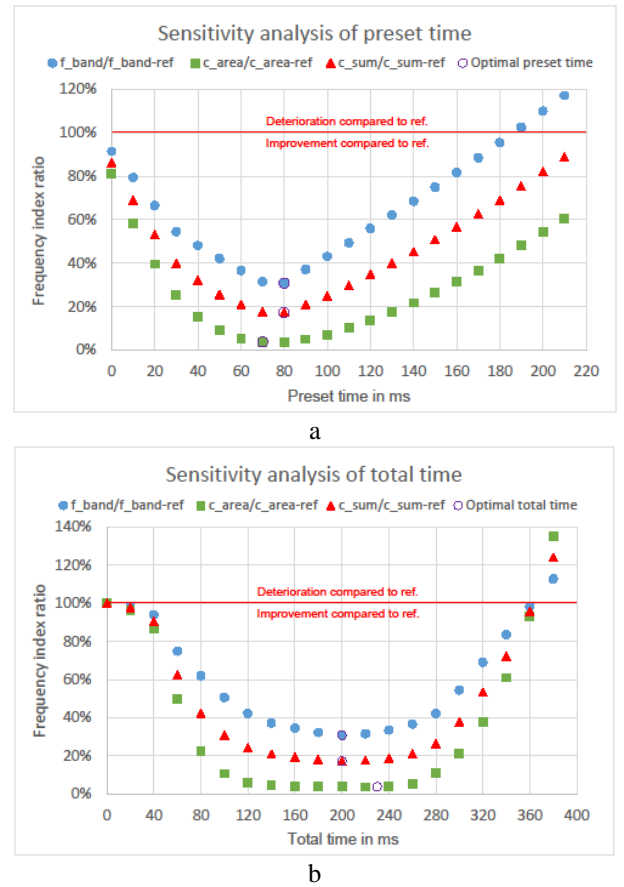 Sensitivity analysis of preset time
f_band/f_band-ref c_area/c_area-ref c_sum/c_sum-ref Optimal preset time
120%
100%
80%
60%
40%
20%
0%
Frequency index ratio
Deterioration compared to ref.
Improvement compared to ref.
0 20 40 60 80 100 120 140 160 180 200 220
Preset time in ms
a
Sensitivity analysis of total time
f_band/f_band-ref c_area/c_area-ref c_sum/c_sum-ref Optimal total time
140%
120%
100%
80%
60%
40%
20%
0%
Frequency index ratio
Deterioration compared to ref.
Improvement compared to ref.
0 40 80 120 160 200 240 280 320 360 400
Total time in ms
b